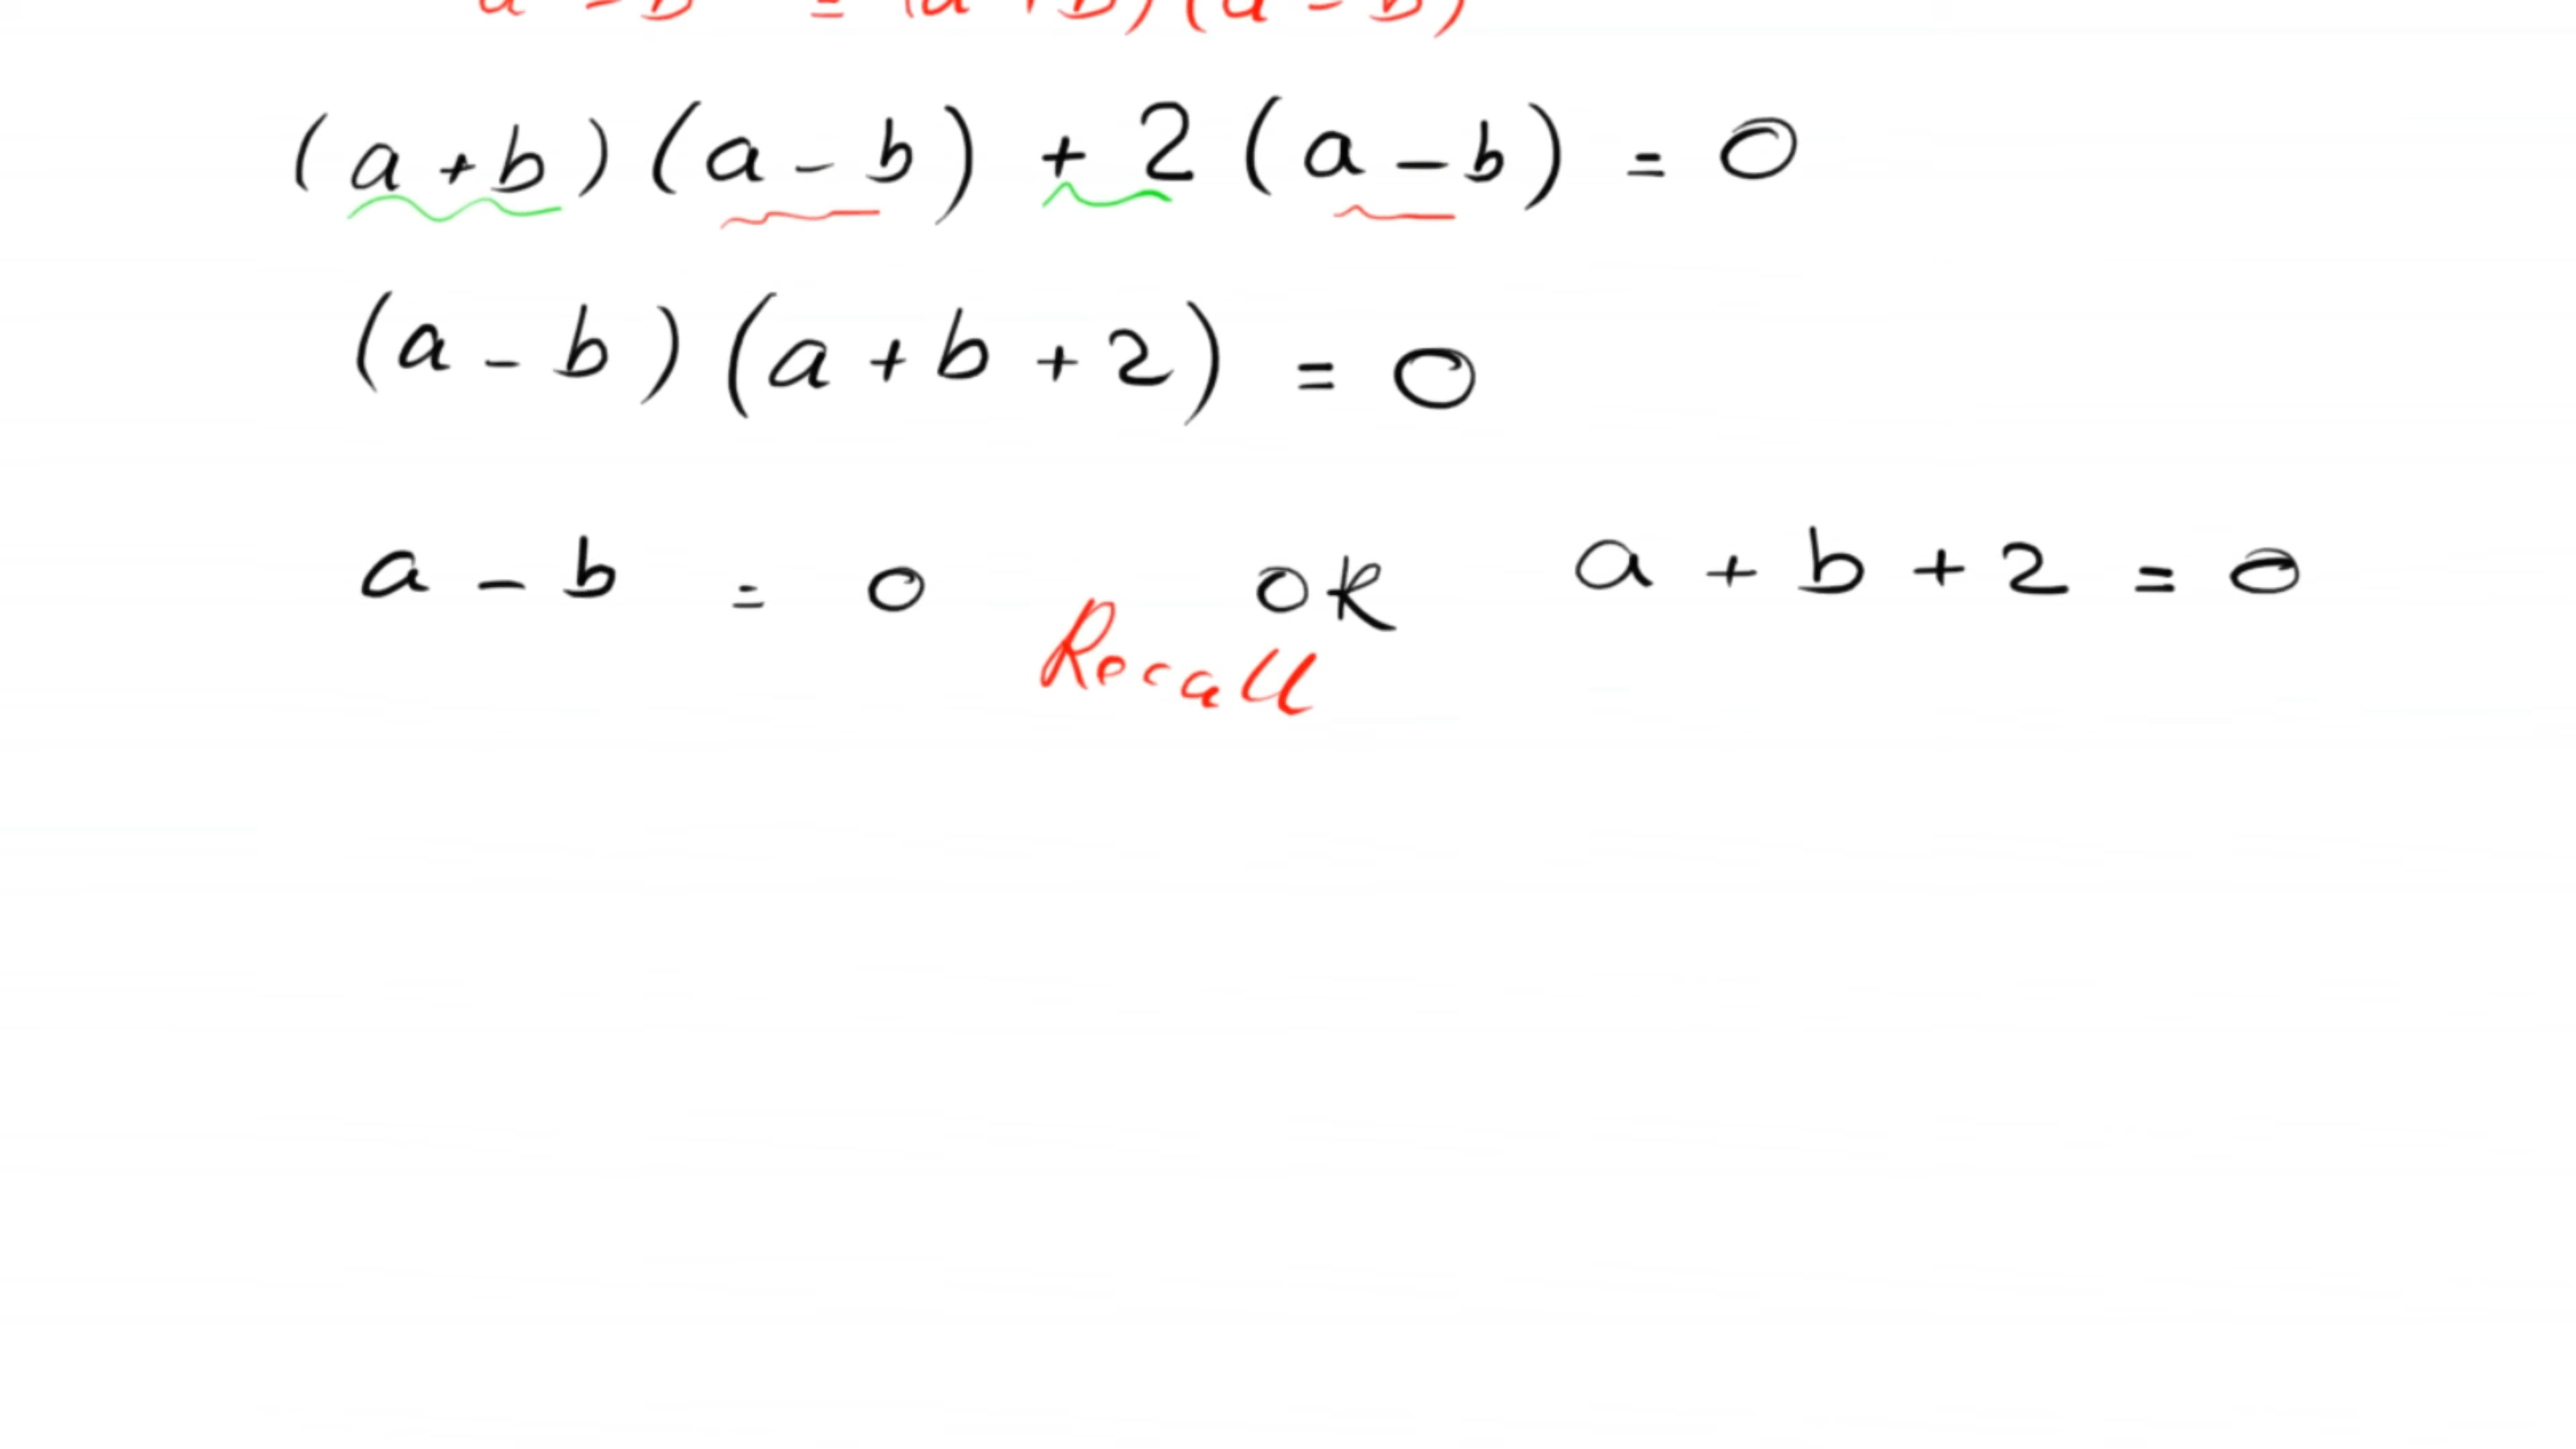 a - b = (a + b) (a - b)
(a + b) (a - b) + 2 (a - b) = 0
(a - b) (a + b + 2) = 0
a - b = 0 OR a + b + 2 = 0
Recall